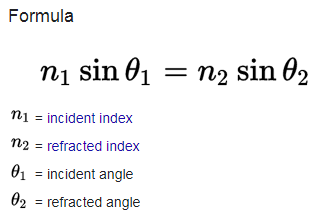 Formula
n₁ sin θ₁ = n₂ sin θ₂
n₁ = incident index
n₂ = refracted index
θ₁ = incident angle
θ₂ = refracted angle